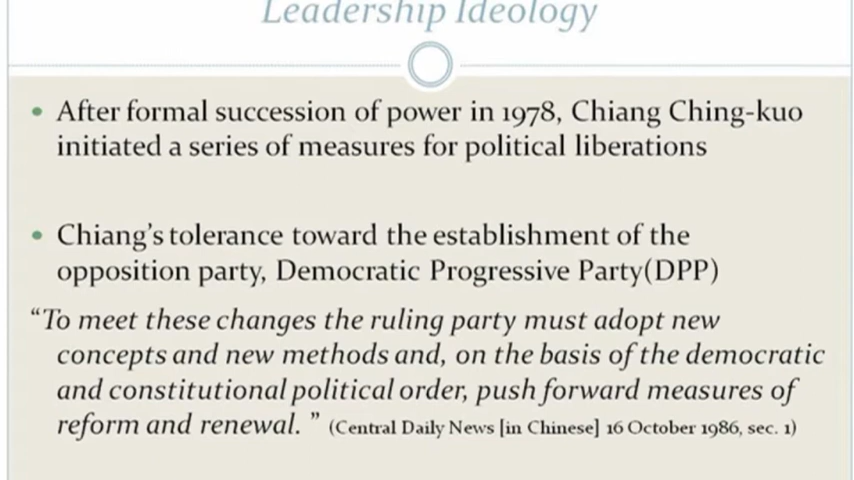 Leadership Ideology
• After formal succession of power in 1978, Chiang Ching-kuo
initiated a series of measures for political liberations
• Chiang's tolerance toward the establishment of the
opposition party, Democratic Progressive Party(DPP)
“To meet these changes the ruling party must adopt new
concepts and new methods and, on the basis of the democratic
and constitutional political order, push forward measures of
reform and renewal. ” (Central Daily News [in Chinese] 16 October 1986, sec. 1)